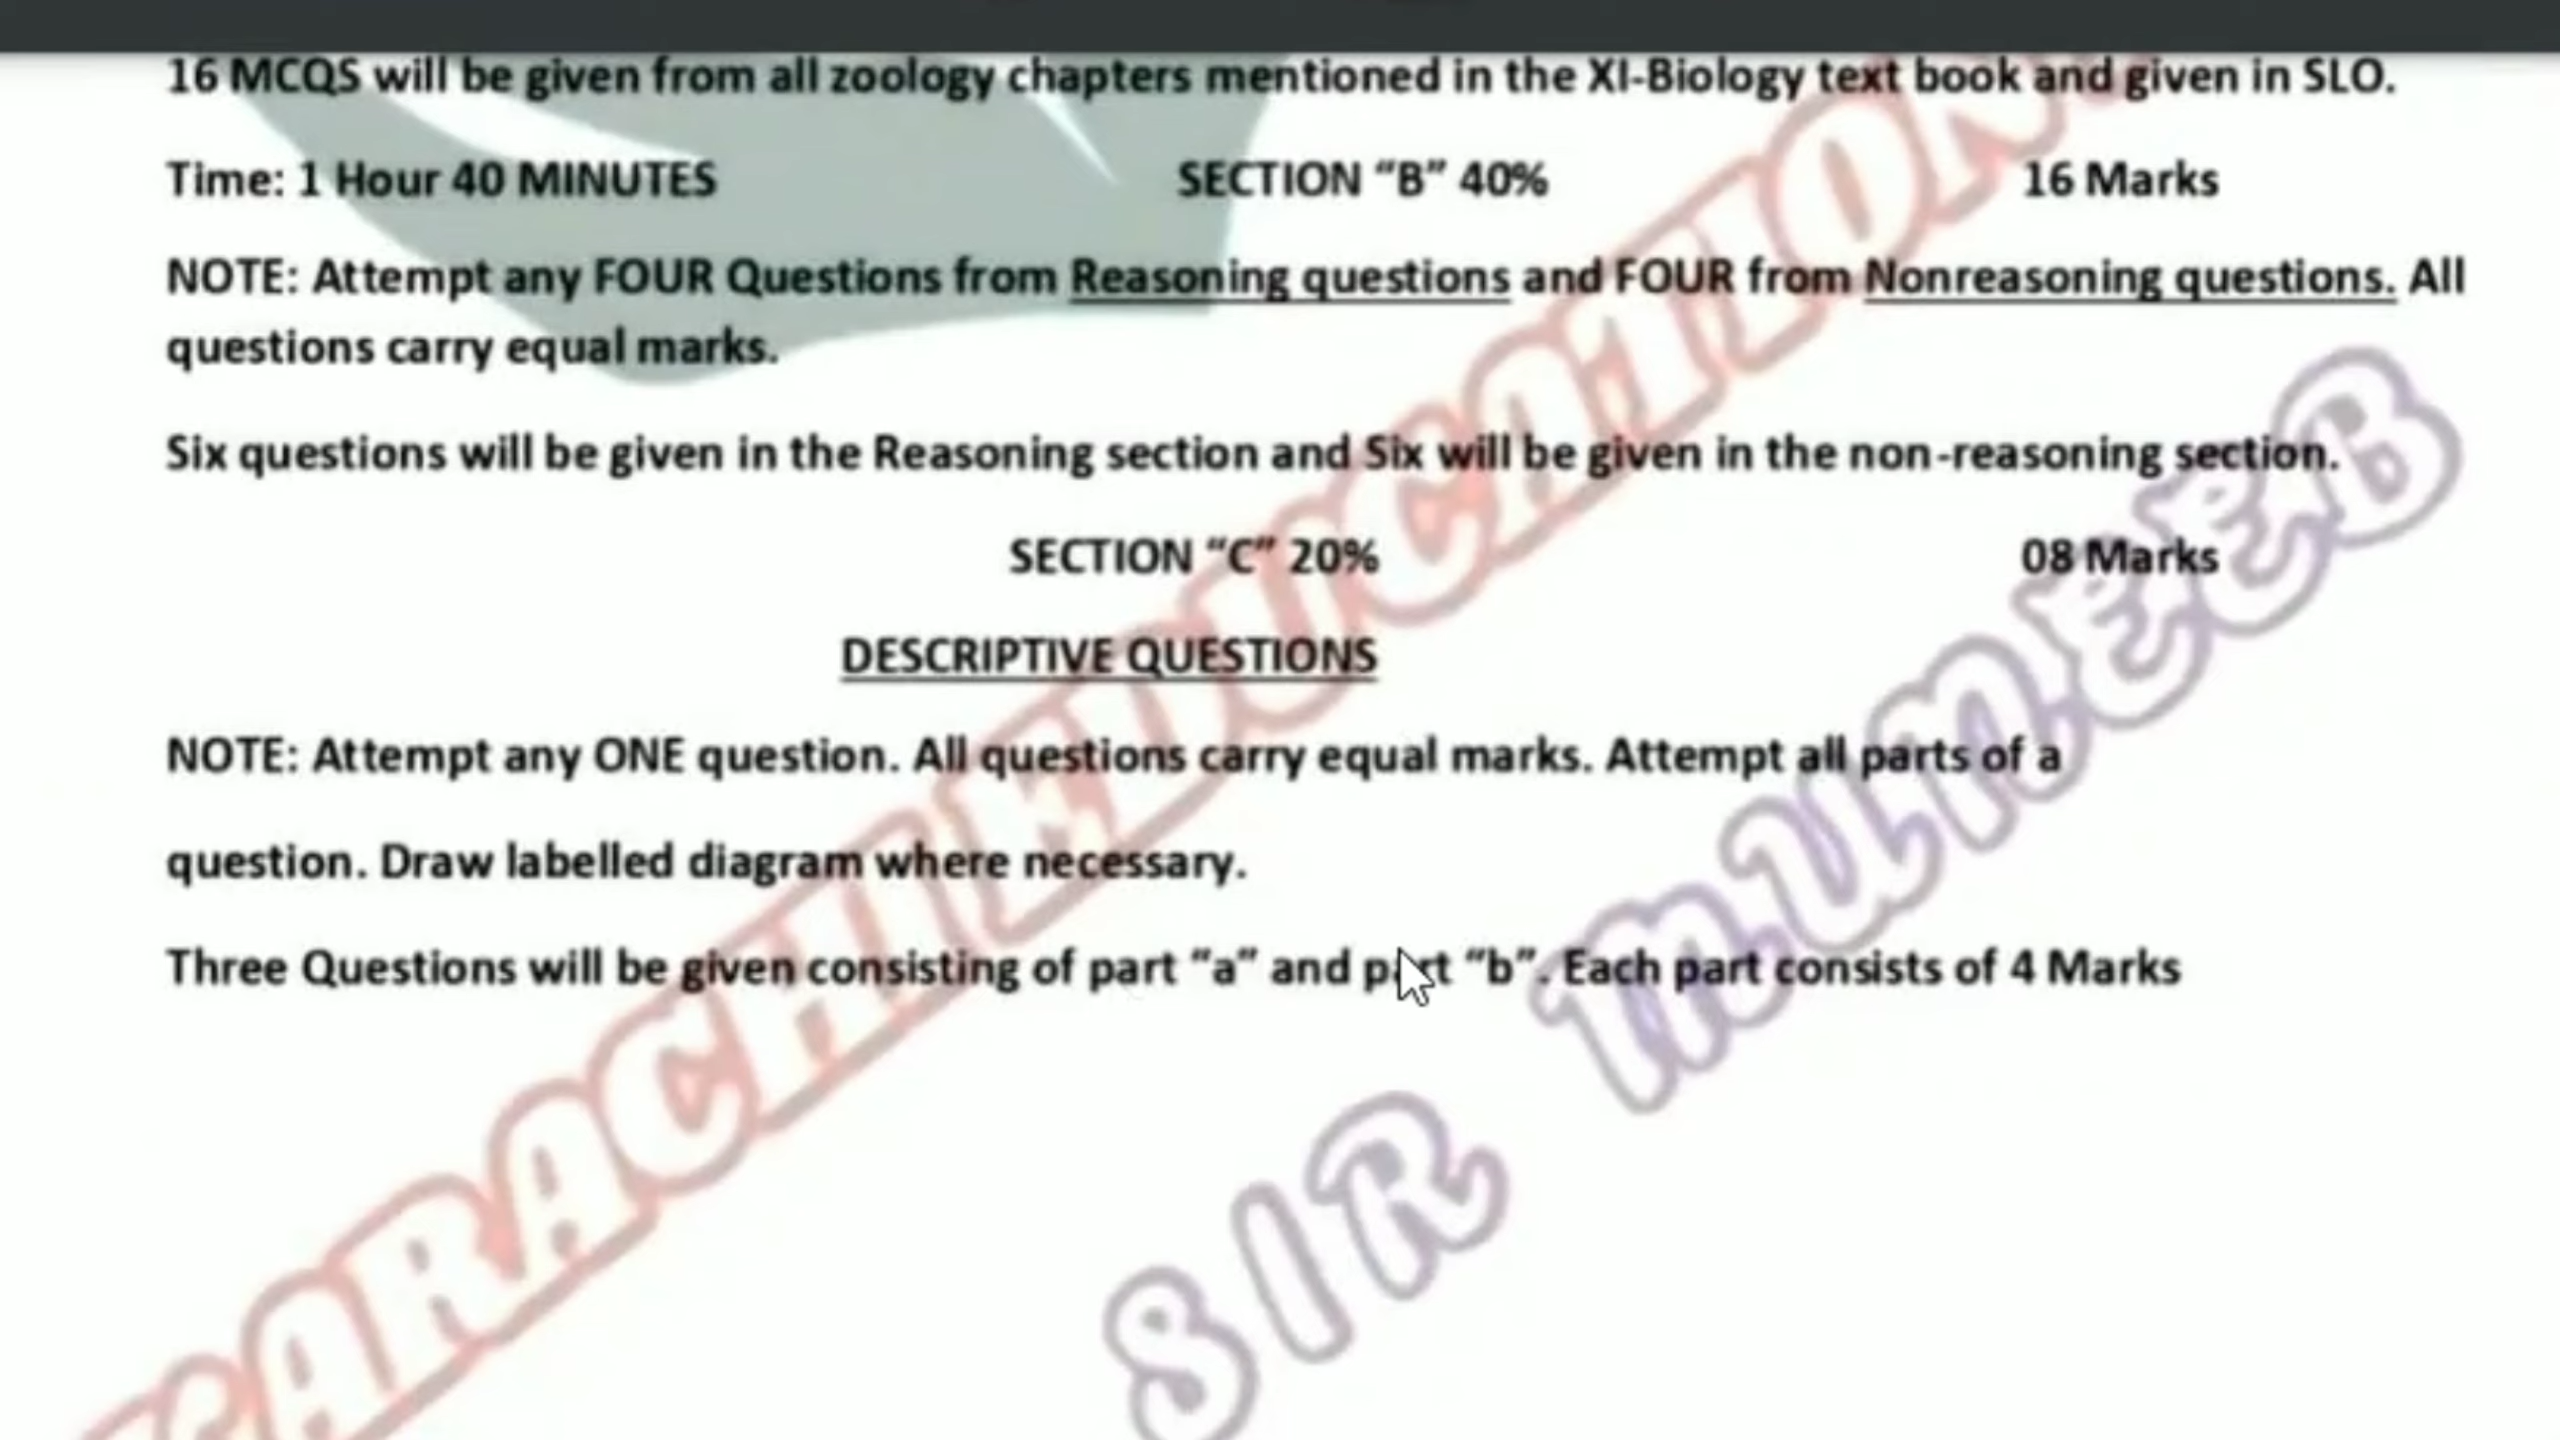 16 MCQS will be given from all zoology chapters mentioned in the XI-Biology text book and given in SLO.
Time: 1 Hour 40 MINUTES SECTION “B” 40% 16 Marks
NOTE: Attempt any FOUR Questions from Reasoning questions and FOUR from Nonreasoning questions. All
questions carry equal marks.
Six questions will be given in the Reasoning section and Six will be given in the non-reasoning section.
SECTION “C” 20% 08 Marks
DESCRIPTIVE QUESTIONS
NOTE: Attempt any ONE question. All questions carry equal marks. Attempt all parts of a
question. Draw labelled diagram where necessary.
Three Questions will be given consisting of part “a” and part “b”. Each part consists of 4 Marks
KARACHI EDUCATION
SIR MUNEEB